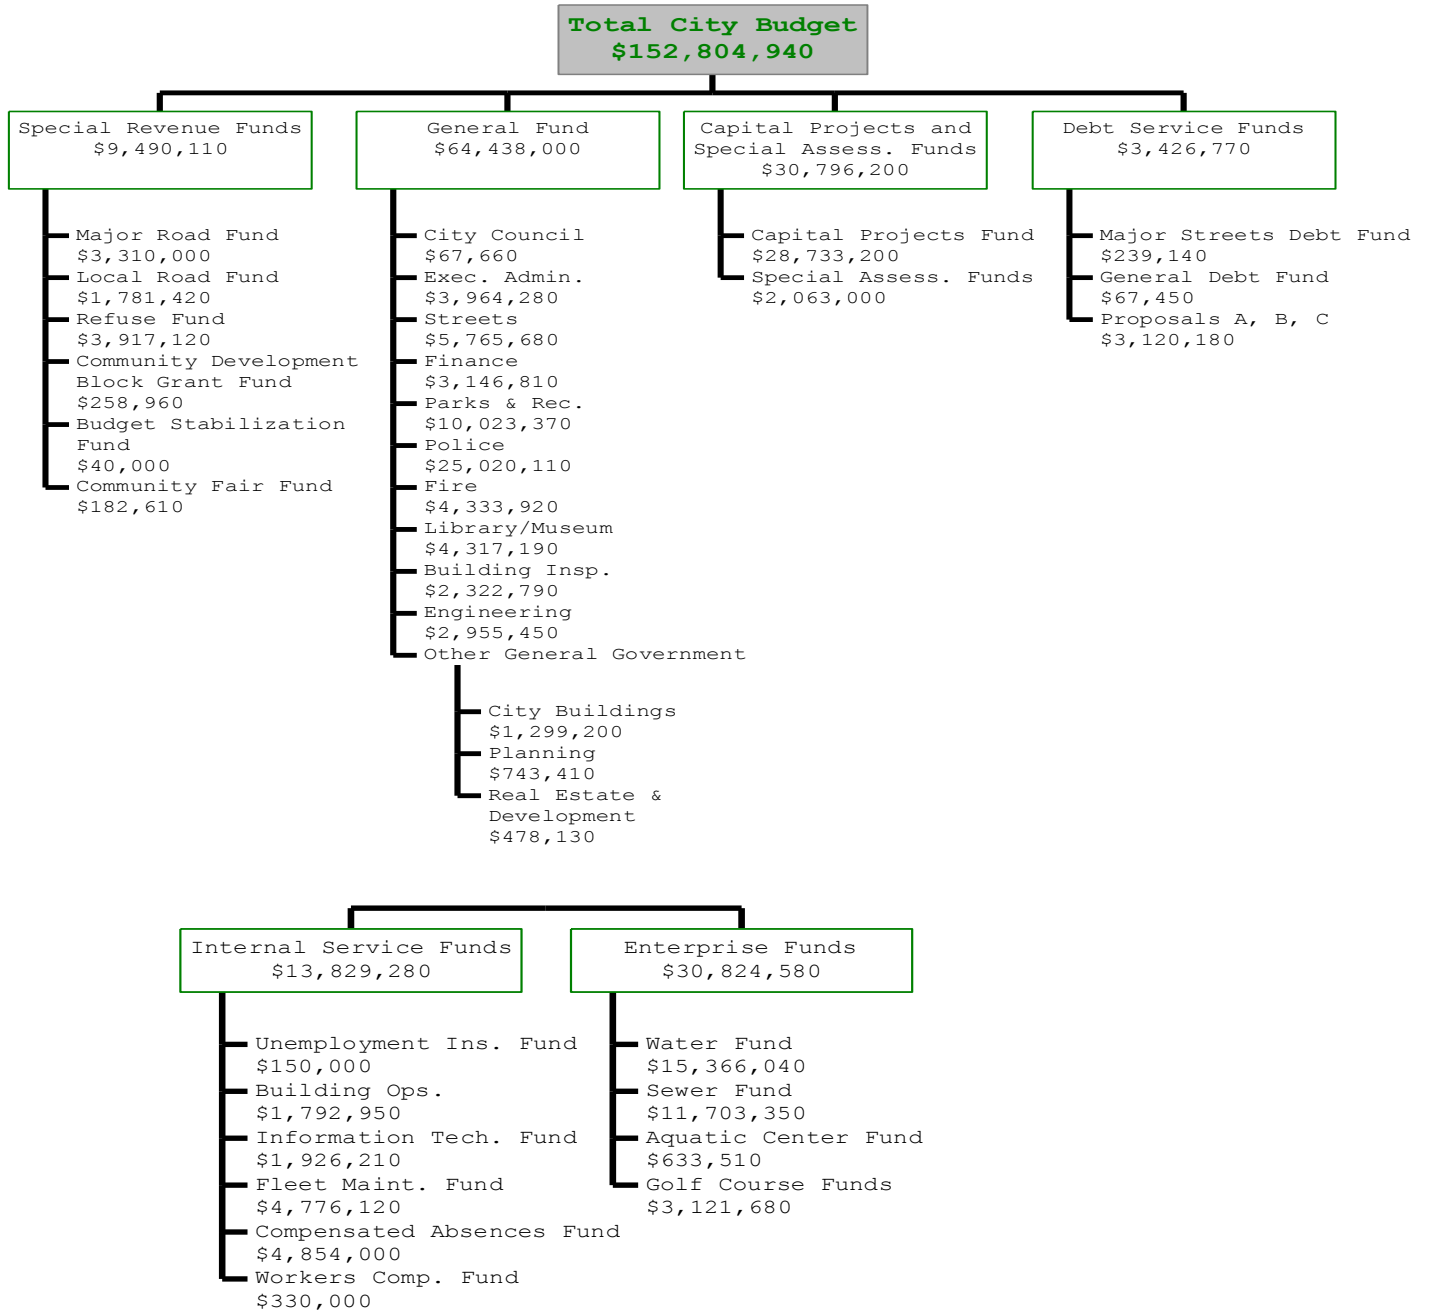 Total City Budget
$152,804,940
Special Revenue Funds
$9,490,110
General Fund
$64,438,000
Capital Projects and
Special Assess. Funds
$30,796,200
Debt Service Funds
$3,426,770
Major Road Fund
$3,310,000
Local Road Fund
$1,781,420
Refuse Fund
$3,917,120
Community Development
Block Grant Fund
$258,960
Budget Stabilization
Fund
$40,000
Community Fair Fund
$182,610
City Council
$67,660
Exec. Admin.
$3,964,280
Streets
$5,765,680
Finance
$3,146,810
Parks & Rec.
$10,023,370
Police
$25,020,110
Fire
$4,333,920
Library/Museum
$4,317,190
Building Insp.
$2,322,790
Engineering
$2,955,450
Other General Government
City Buildings
$1,299,200
Planning
$743,410
Real Estate &
Development
$478,130
Capital Projects Fund
$28,733,200
Special Assess. Funds
$2,063,000
Major Streets Debt Fund
$239,140
General Debt Fund
$67,450
Proposals A, B, C
$3,120,180
Internal Service Funds
$13,829,280
Enterprise Funds
$30,824,580
Unemployment Ins. Fund
$150,000
Building Ops.
$1,792,950
Information Tech. Fund
$1,926,210
Fleet Maint. Fund
$4,776,120
Compensated Absences Fund
$4,854,000
Workers Comp. Fund
$330,000
Water Fund
$15,366,040
Sewer Fund
$11,703,350
Aquatic Center Fund
$633,510
Golf Course Funds
$3,121,680